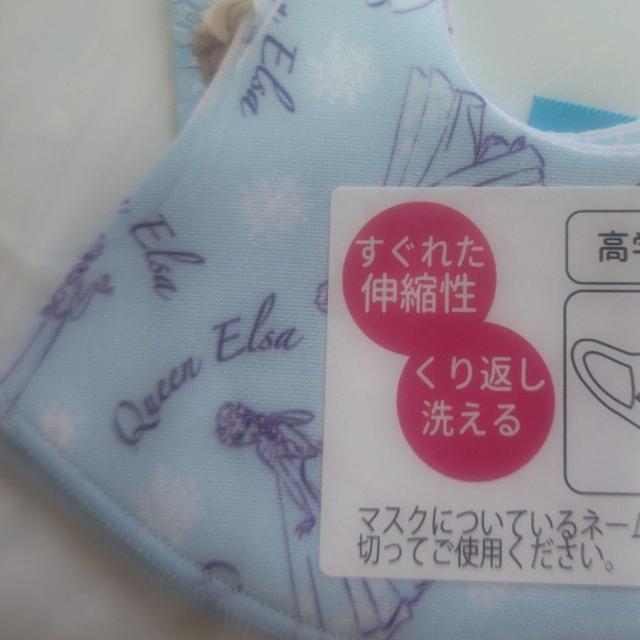 Elsa
Elsa
Queen Elsa
すぐれた
伸縮性
くり返し
洗える
高学
マスクについているネーム
切ってご使用ください。